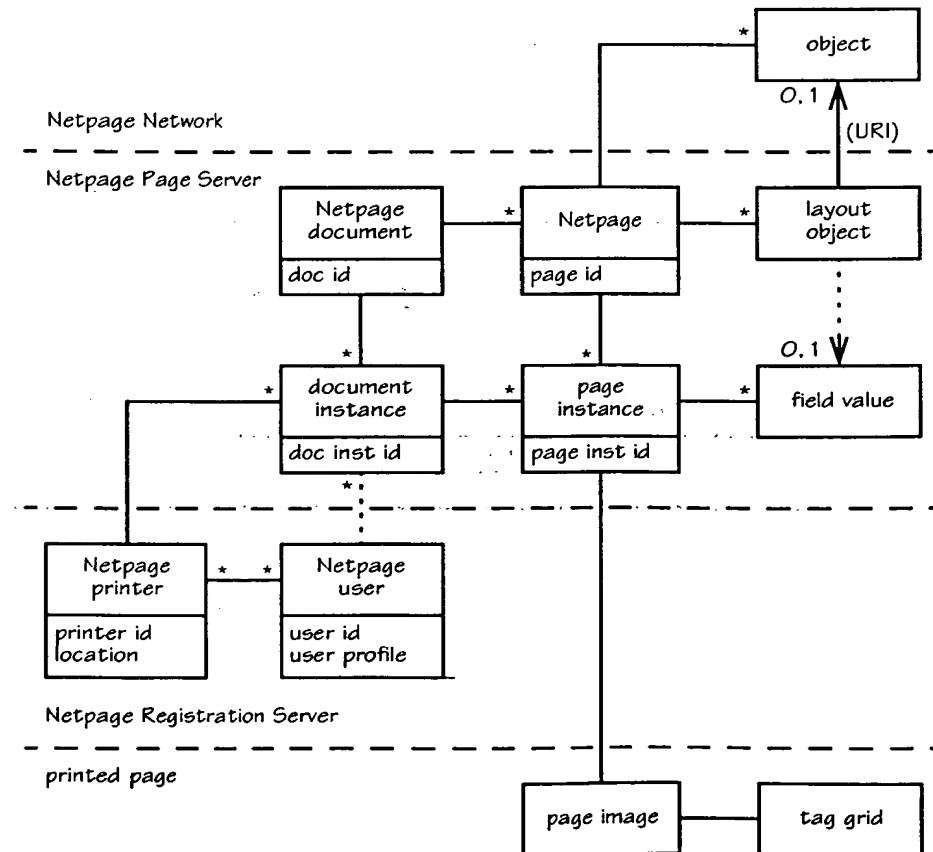 *
object
0,1
Netpage Network
(URI)
Netpage Page Server
Netpage
document
doc id
*
Netpage
page id
*
layout
object
*
*
0,1
*
document
instance
doc inst id
*
page
instance
page inst id
*
field value
*
Netpage
printer
printer id
location
*
*
Netpage
user
user id
user profile
Netpage Registration Server
printed page
page image
tag grid